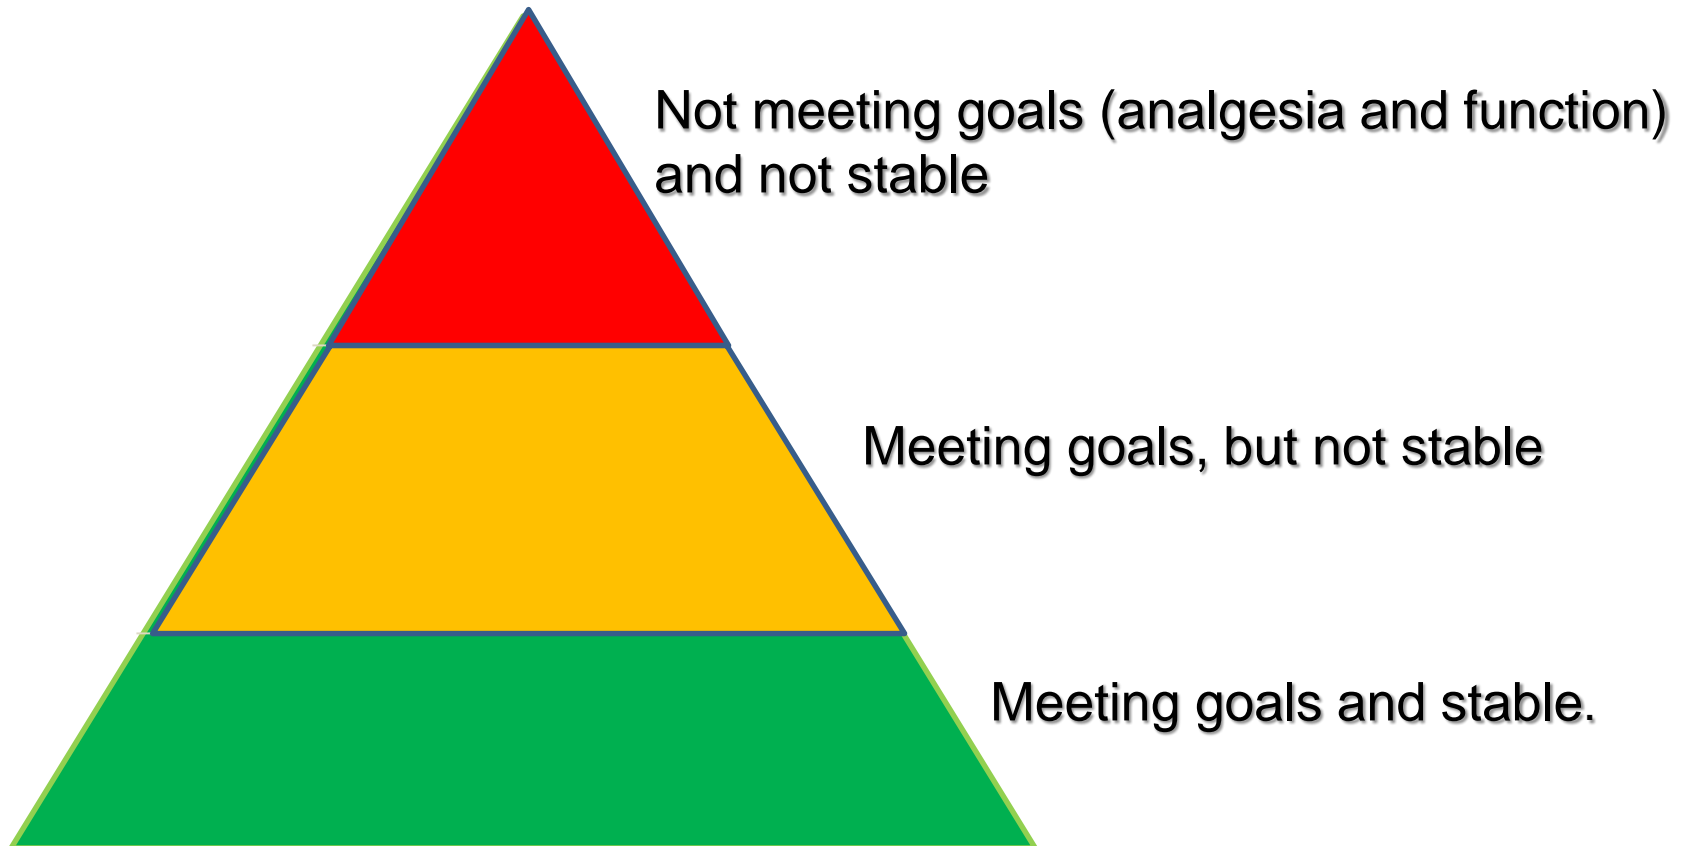 Not meeting goals (analgesia and function)
and not stable
Meeting goals, but not stable
Meeting goals and stable.